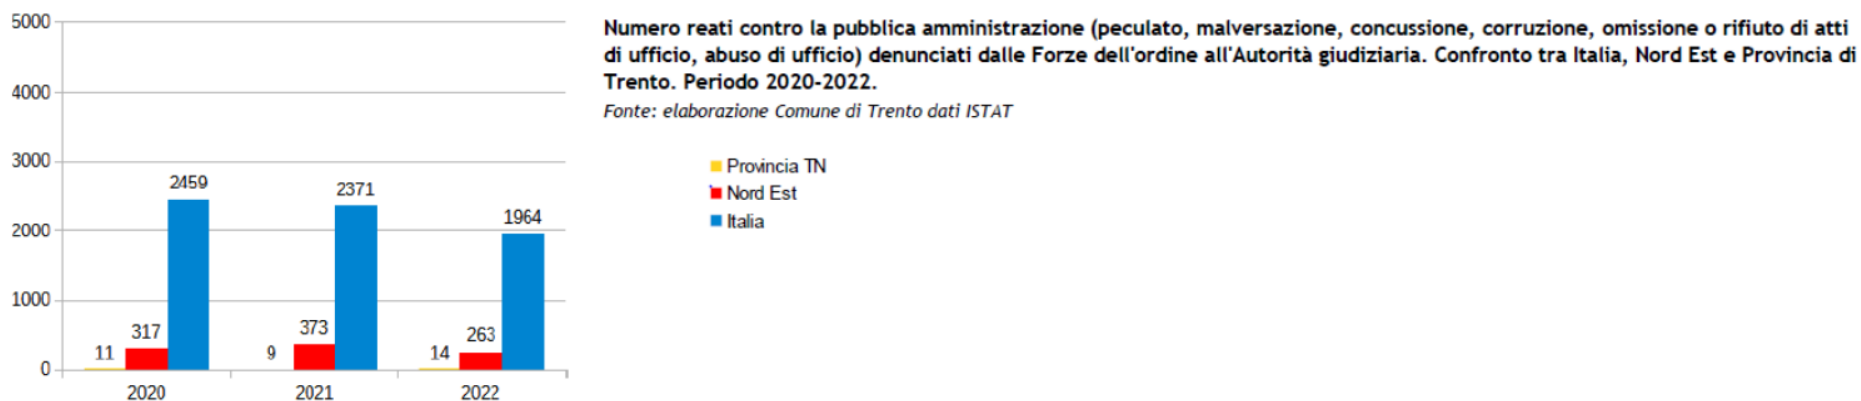 Numero reati contro la pubblica amministrazione (peculato, malversazione, concussione, corruzione, omissione o rifiuto di atti
di ufficio, abuso di ufficio) denunciati dalle Forze dell'ordine all'Autorità giudiziaria. Confronto tra Italia, Nord Est e Provincia di
Trento. Periodo 2020-2022.
Fonte: elaborazione Comune di Trento dati ISTAT
Provincia TN
Nord Est
Italia
5000
4000
3000
2000
1000
0
11
317
2459
9
373
2371
14
263
1964
2020
2021
2022